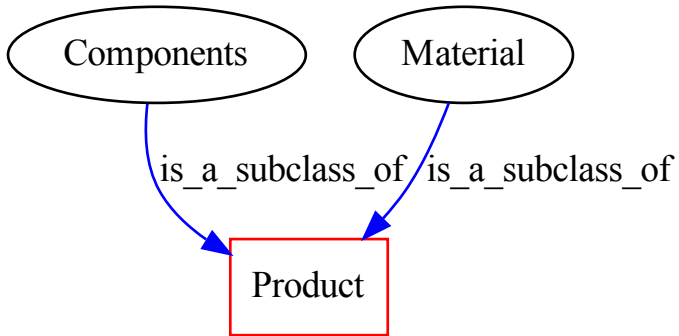 Components
Material
is_a_subclass_of
is_a_subclass_of
Product